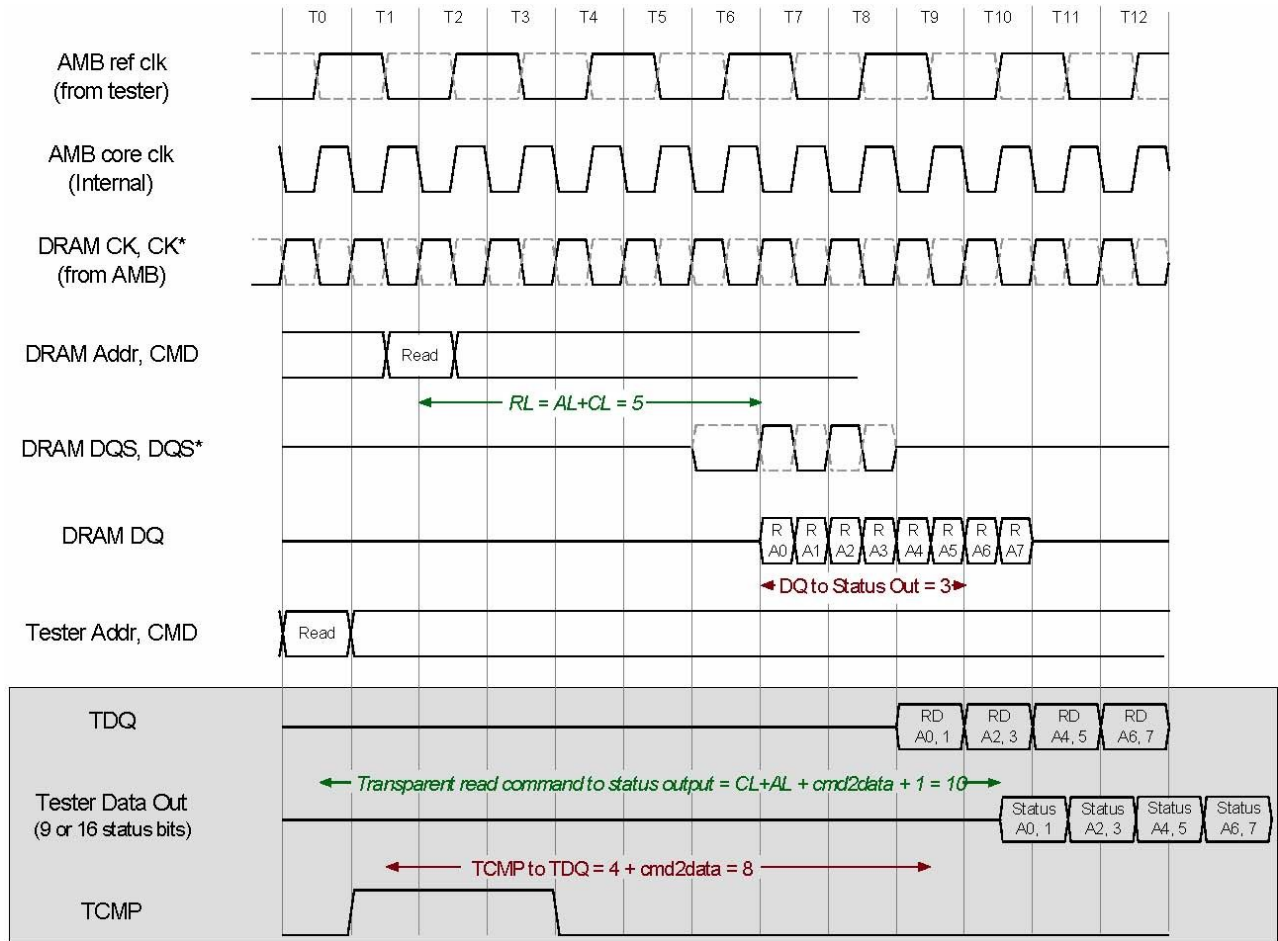 T0 T1 T2 T3 T4 T5 T6 T7 T8 T9 T10 T11 T12
AMB ref clk
(from tester)
AMB core clk
(Internal)
DRAM CK, CK*
(from AMB)
DRAM Addr, CMD
Read
RL = AL+CL = 5
DRAM DQS, DQS*
DRAM DQ
R R R R R R R R
A0 A1 A2 A3 A4 A5 A6 A7
DQ to Status Out = 3
Tester Addr, CMD
Read
TDQ
RD RD RD RD
A0, 1 A2, 3 A4, 5 A6, 7
Transparent read command to status output = CL+AL + cmd2data + 1 = 10
Tester Data Out
(9 or 16 status bits)
Status Status Status Status
A0, 1 A2, 3 A4, 5 A6, 7
TCMP to TDQ = 4 + cmd2data = 8
TCMP